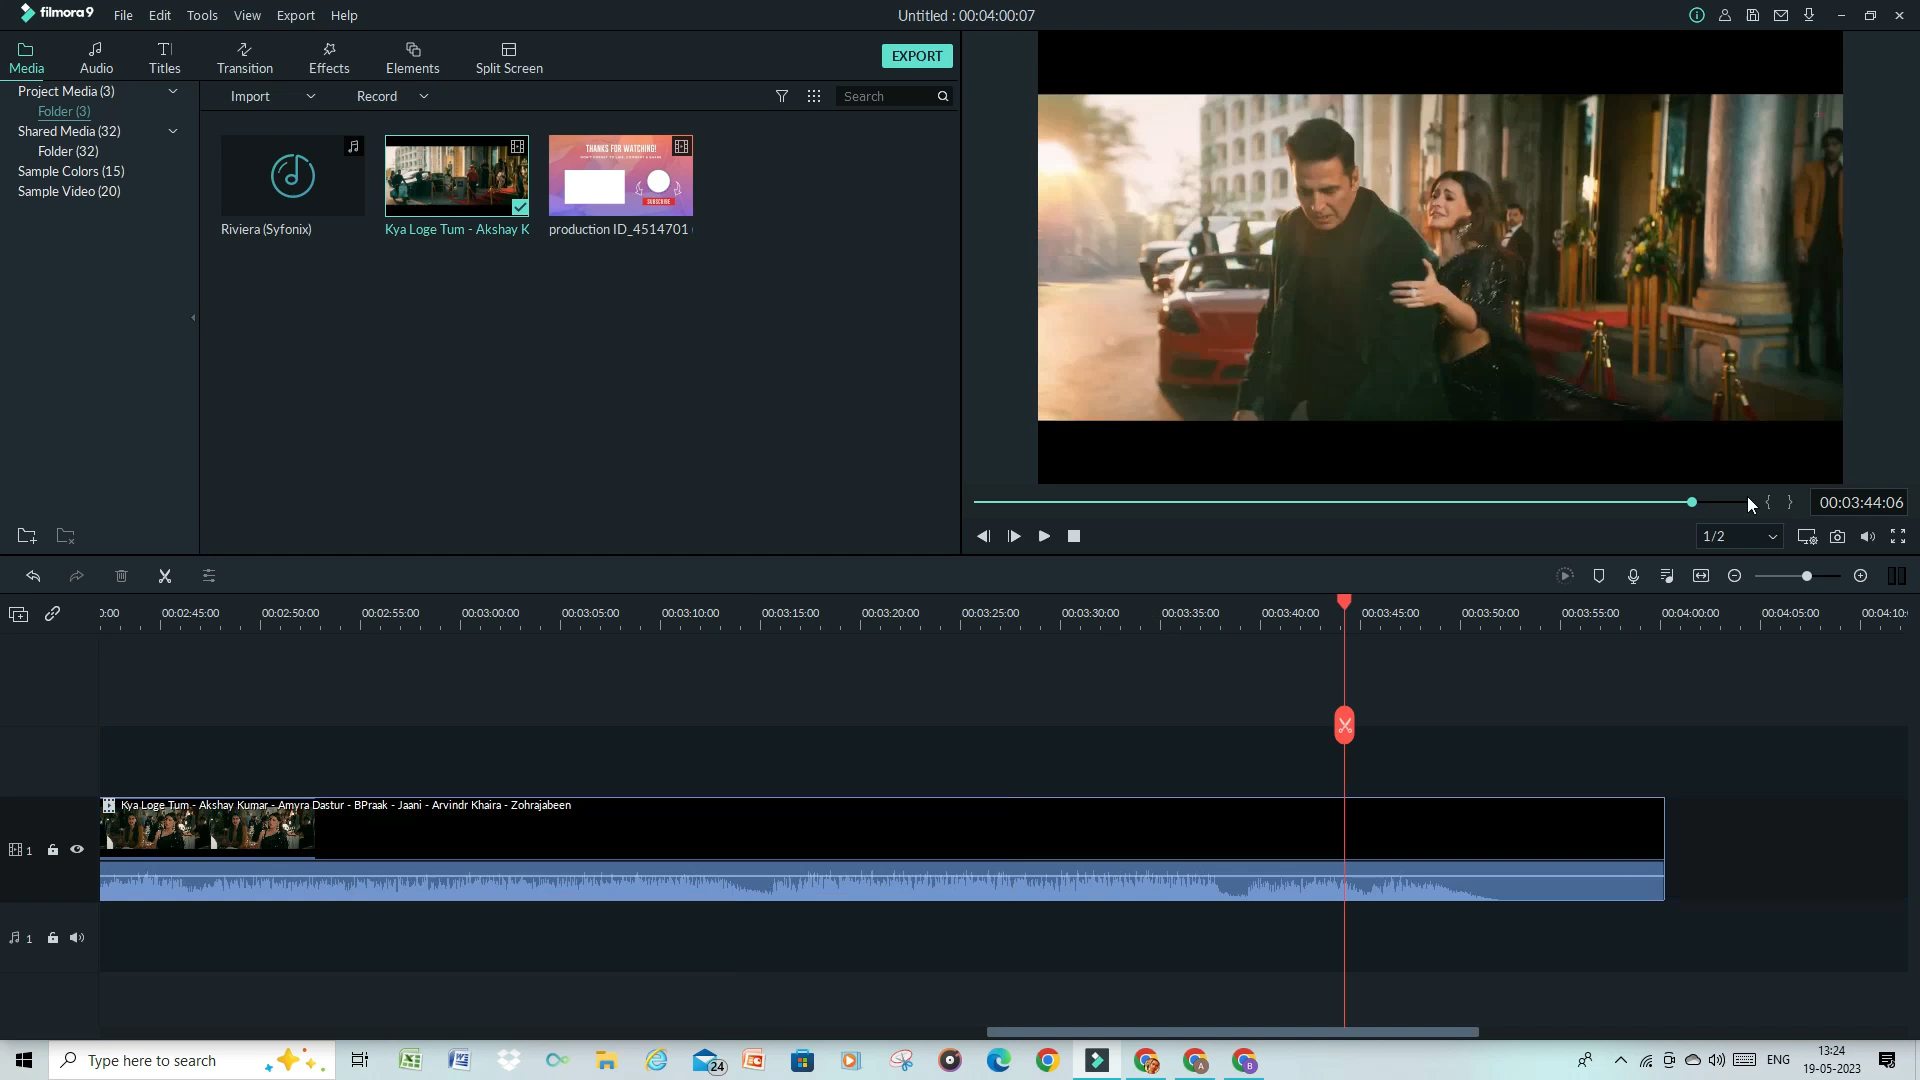 filmora9
File Edit Tools View Export Help
Untitled : 00:04:00:07
Media Audio Titles Transition Effects Elements Split Screen
EXPORT
Project Media (3)
Folder (3)
Shared Media (32)
Folder (32)
Sample Colors (15)
Sample Video (20)
Import Record Search
THANKS FOR WATCHING!
SUBSCRIBE
Riviera (Syfonix) Kya Loge Tum - Akshay K production ID_4514701
00:03:44:06
1/2
0:00 00:02:45:00 00:02:50:00 00:02:55:00 00:03:00:00 00:03:05:00 00:03:10:00 00:03:15:00 00:03:20:00 00:03:25:00 00:03:30:00 00:03:35:00 00:03:40:00 00:03:45:00 00:03:50:00 00:03:55:00 00:04:00:00 00:04:05:00 00:04:10:
Kya Loge Tum - Akshay Kumar - Amyra Dastur - BPraak - Jaani - Arvindr Khaira - Zohrajabeen
1
1
Type here to search
24
A
B
ENG
13:24
19-05-2023